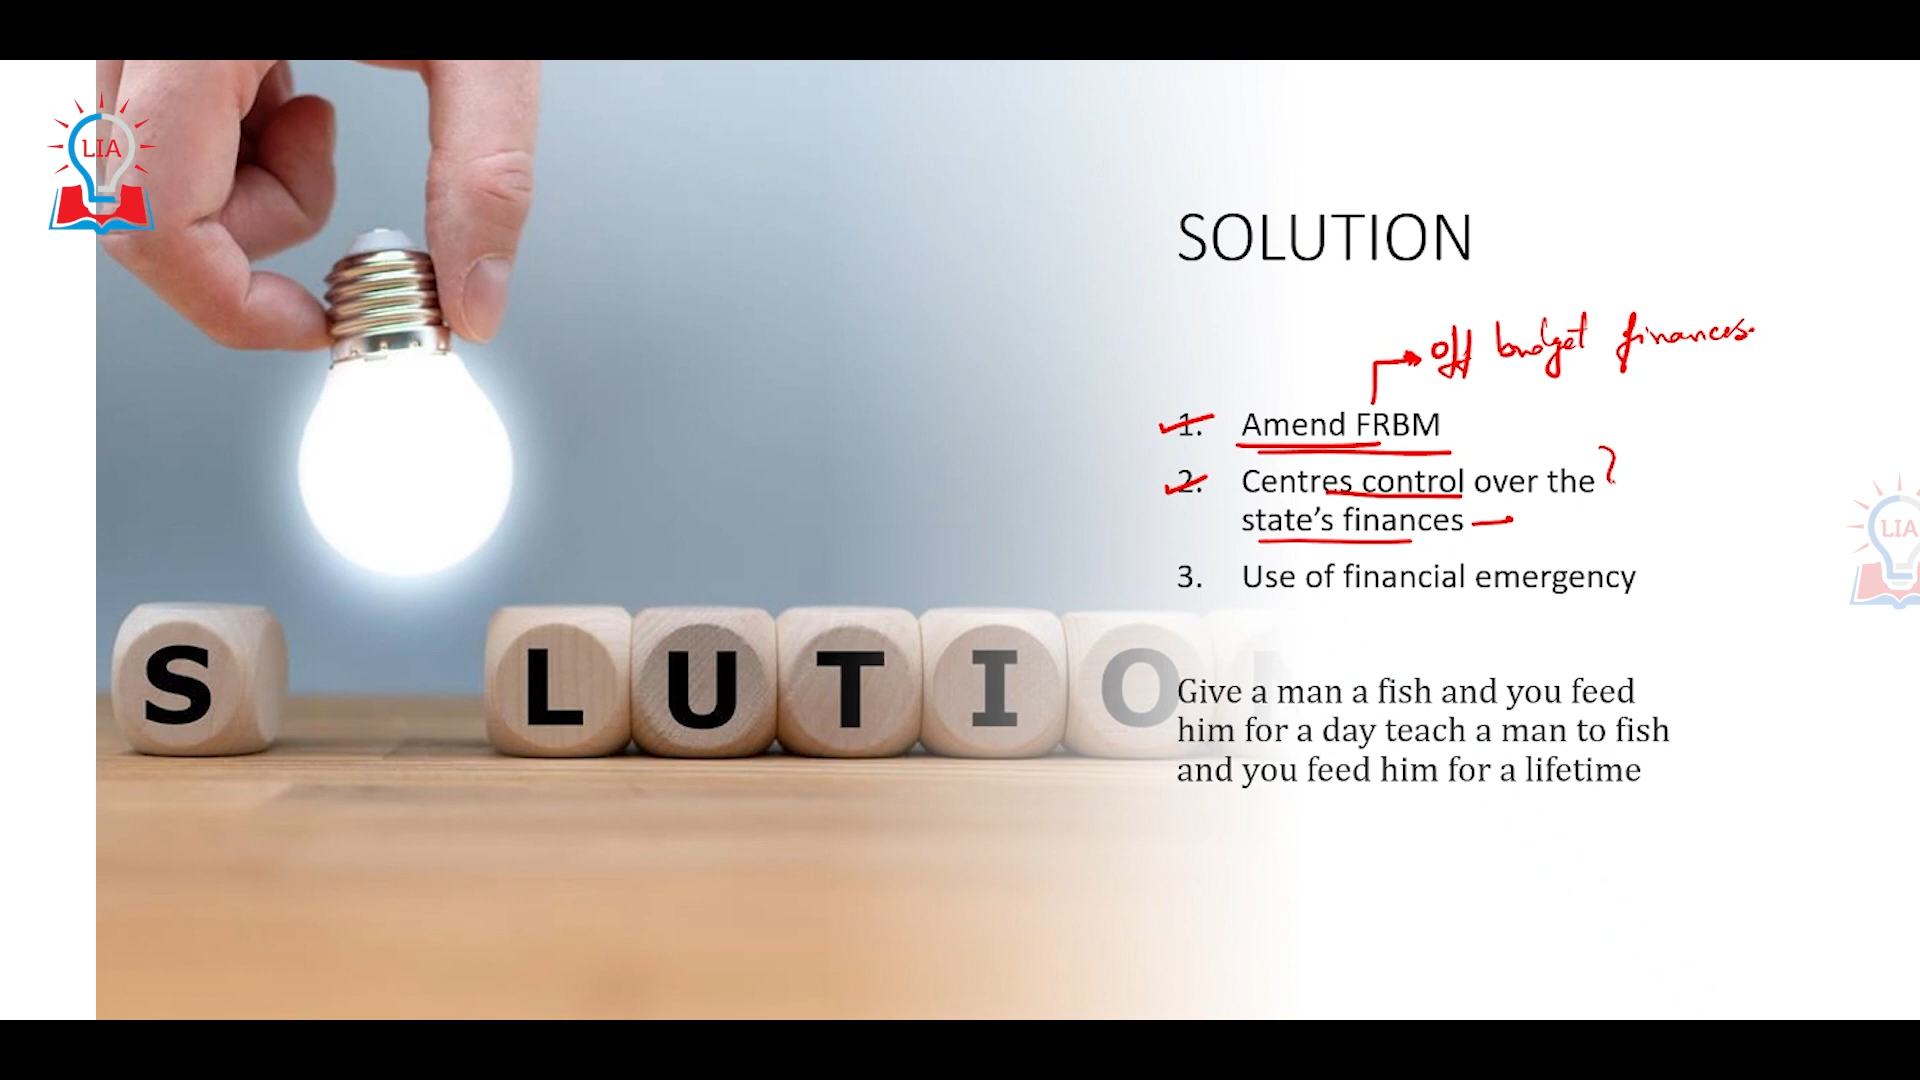 LIA
SOLUTION
off budget finances.
1. Amend FRBM
2. Centres control over the
state's finances
3. Use of financial emergency
LIA
S LUTIO
Give a man a fish and you feed
him for a day teach a man to fish
and you feed him for a lifetime